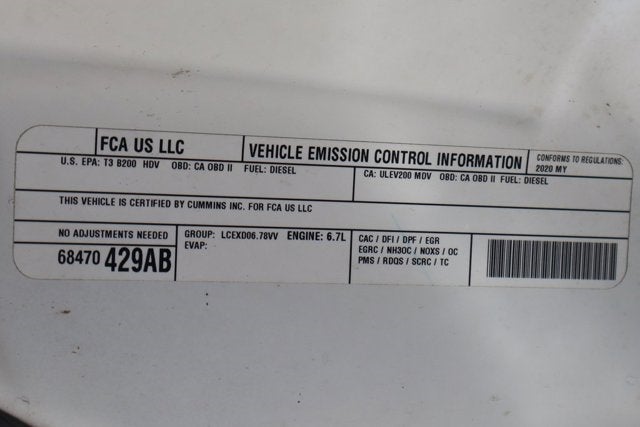 FCA US LLC
VEHICLE EMISSION CONTROL INFORMATION
CONFORMS TO REGULATIONS:
2020 MY
U.S. EPA: T3 B200 HDV OBD: CA OBD II FUEL: DIESEL
CA: ULEV200 MDV OBD: CA OBD II FUEL: DIESEL
THIS VEHICLE IS CERTIFIED BY CUMMINS INC. FOR FCA US LLC
NO ADJUSTMENTS NEEDED
68470 429AB
GROUP: LCEXD06.78VV ENGINE: 6.7L
EVAP:
CAC / DFI / DPF / EGR
EGRC / NH3OC / NOXS / OC
PMS / RDQS / SCRC / TC